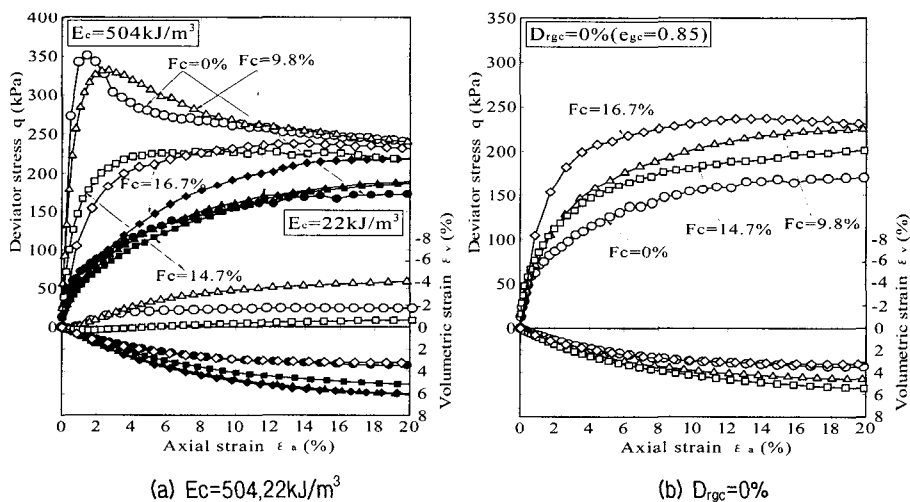 Ec=504kJ/m³
Fc=0%
Fc=9.8%
Fc=16.7%
Ec=22kJ/m³
Fc=14.7%
400
350
300
250
200
150
100
50
0
Deviator stress q (kPa)
-8
-6
-4
-2
0
2
4
6
8
Volumetric strain εv (%)
0 2 4 6 8 10 12 14 16 18 20
Axial strain εa (%)
(a) Ec=504,22kJ/m³
Drgc=0%(egc=0.85)
Fc=16.7%
Fc=9.8%
Fc=14.7%
Fc=0%
350
300
250
200
150
100
50
0
Deviator stress q (kPa)
-8
-6
-4
-2
0
2
4
6
8
Volumetric strain εv (%)
0 2 4 6 8 10 12 14 16 18 20
Axial strain εa (%)
(b) Drgc=0%